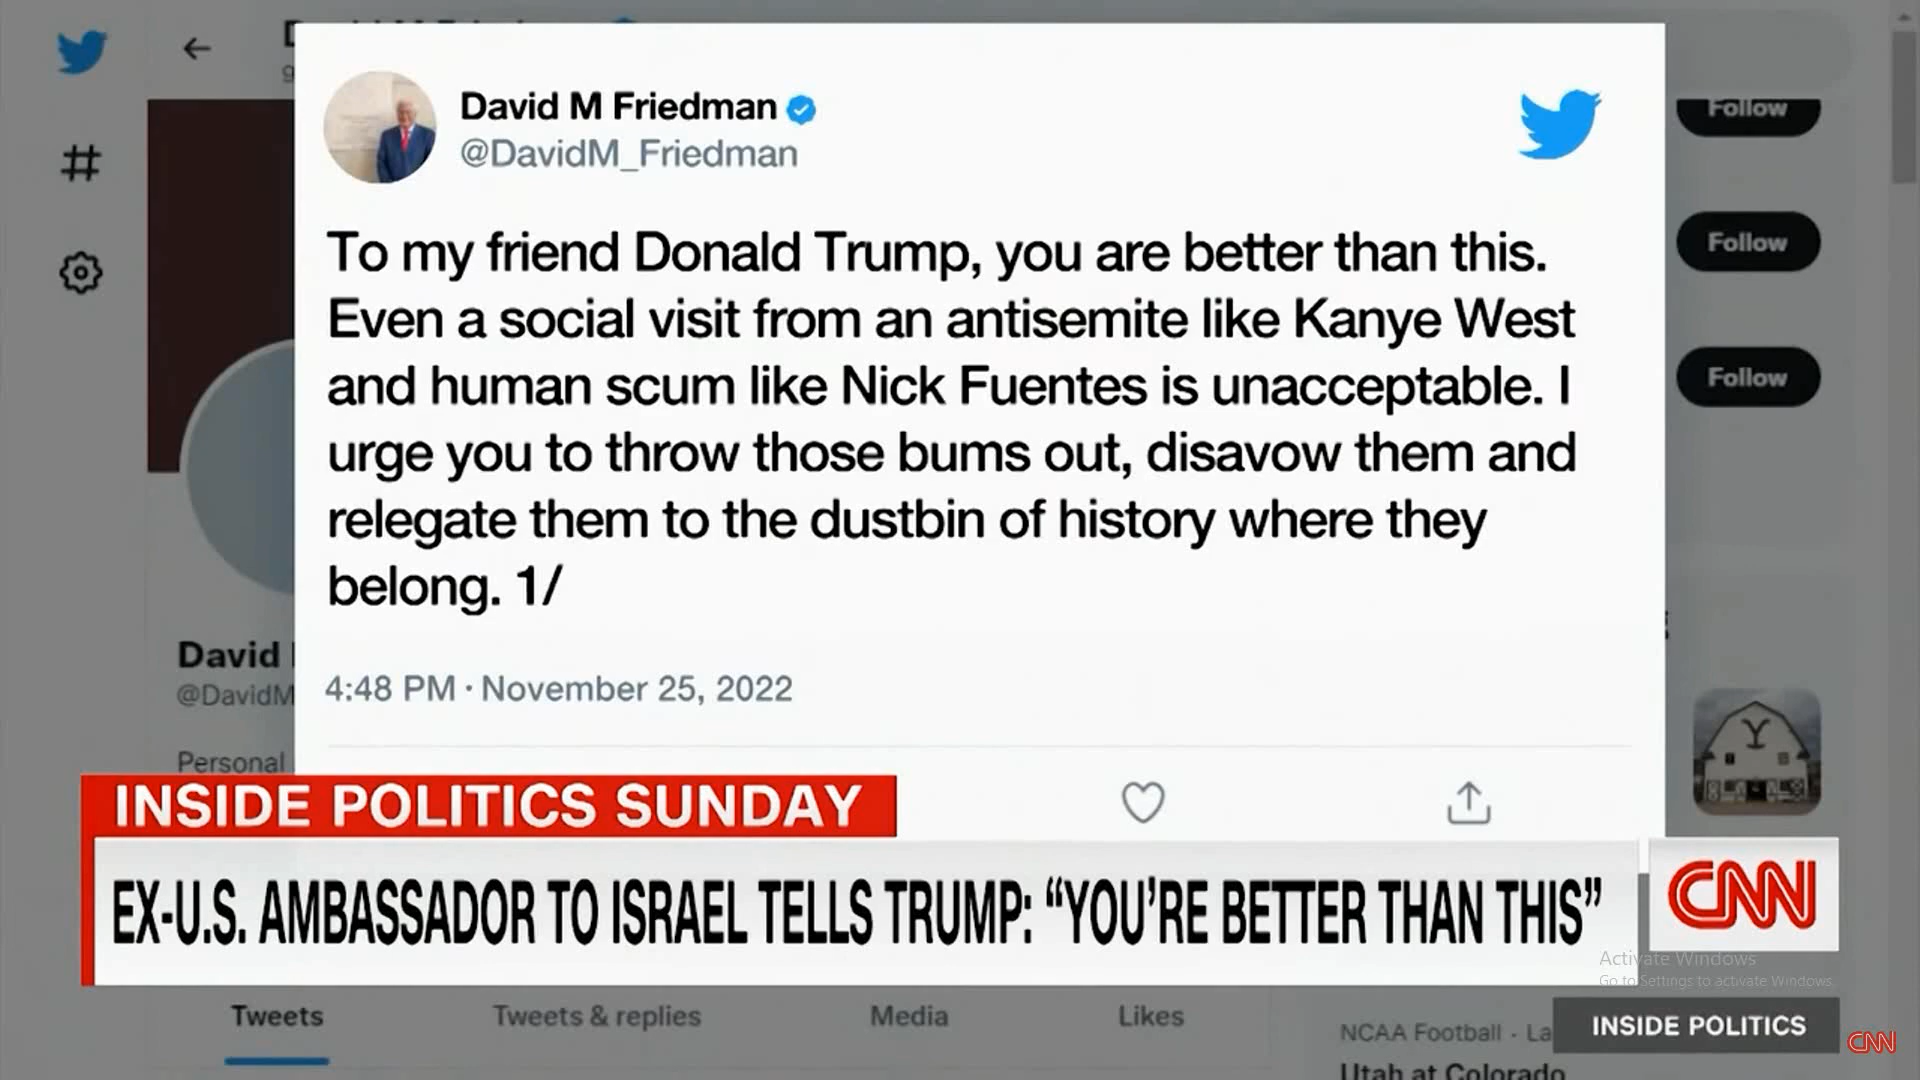 David M Friedman
@DavidM_Friedman
To my friend Donald Trump, you are better than this.
Even a social visit from an antisemite like Kanye West
and human scum like Nick Fuentes is unacceptable. I
urge you to throw those bums out, disavow them and
relegate them to the dustbin of history where they
belong. 1/
4:48 PM · November 25, 2022
Follow
Follow
Follow
David
@DavidM
Personal
INSIDE POLITICS SUNDAY
EX-U.S. AMBASSADOR TO ISRAEL TELLS TRUMP: “YOU’RE BETTER THAN THIS”
CNN
Activate Windows
Go to Settings to activate Windows.
Tweets
Tweets & replies
Media
Likes
NCAA Football · La
Utah at Colorado
INSIDE POLITICS
CNN